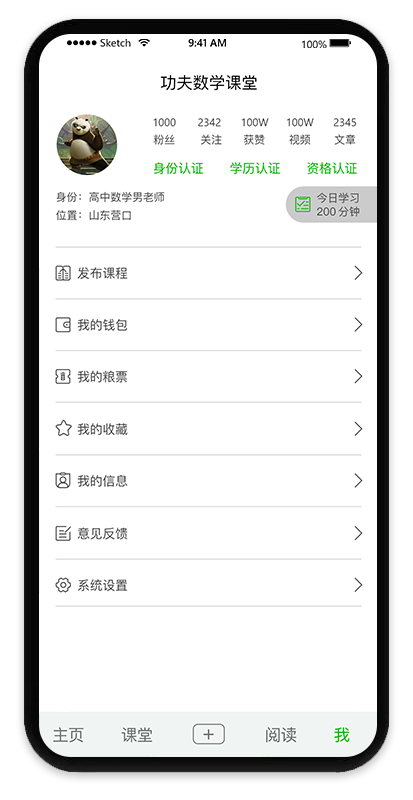 Sketch 9:41 AM 100%
功夫数学课堂
1000 2342 100W 100W 2345
粉丝 关注 获赞 视频 文章
身份认证 学历认证 资格认证
身份：高中数学男老师
位置：山东营口
今日学习
200 分钟
发布课程
我的钱包
我的粮票
我的收藏
我的信息
意见反馈
系统设置
主页 课堂 + 阅读 我